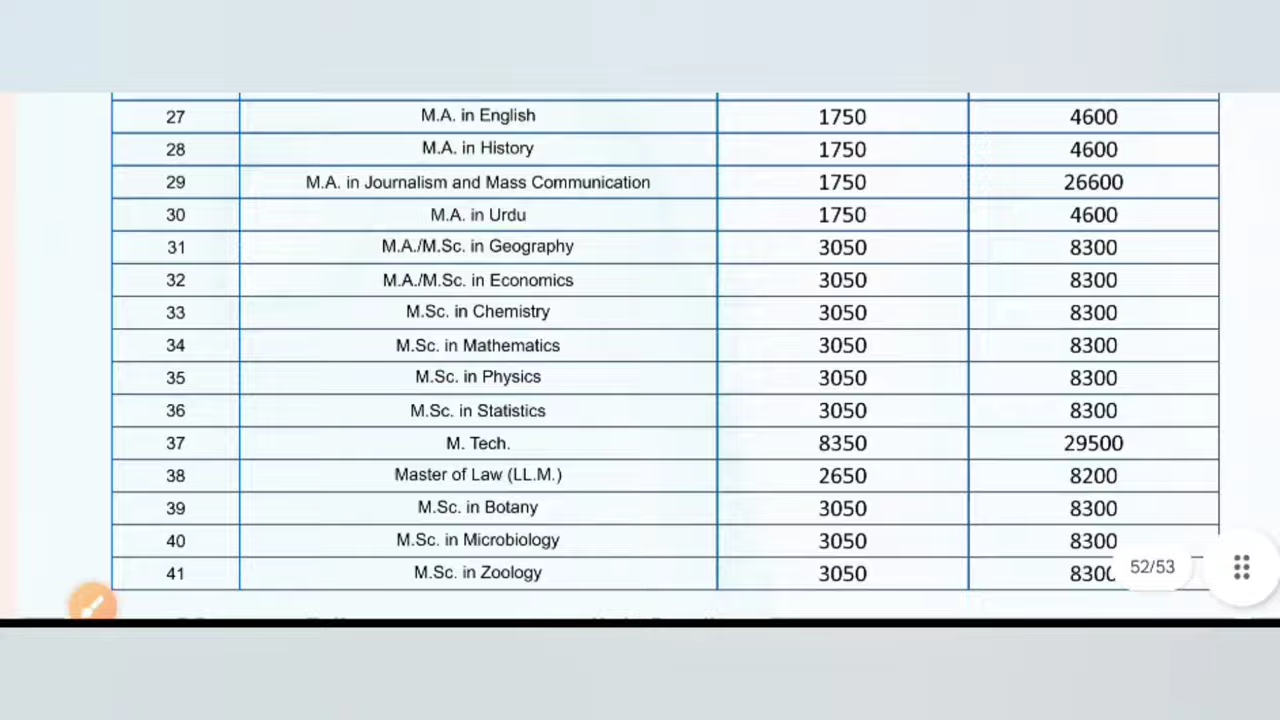 27 M.A. in English 1750 4600
28 M.A. in History 1750 4600
29 M.A. in Journalism and Mass Communication 1750 26600
30 M.A. in Urdu 1750 4600
31 M.A./M.Sc. in Geography 3050 8300
32 M.A./M.Sc. in Economics 3050 8300
33 M.Sc. in Chemistry 3050 8300
34 M.Sc. in Mathematics 3050 8300
35 M.Sc. in Physics 3050 8300
36 M.Sc. in Statistics 3050 8300
37 M. Tech. 8350 29500
38 Master of Law (LL.M.) 2650 8200
39 M.Sc. in Botany 3050 8300
40 M.Sc. in Microbiology 3050 8300
41 M.Sc. in Zoology 3050 8300
52/53